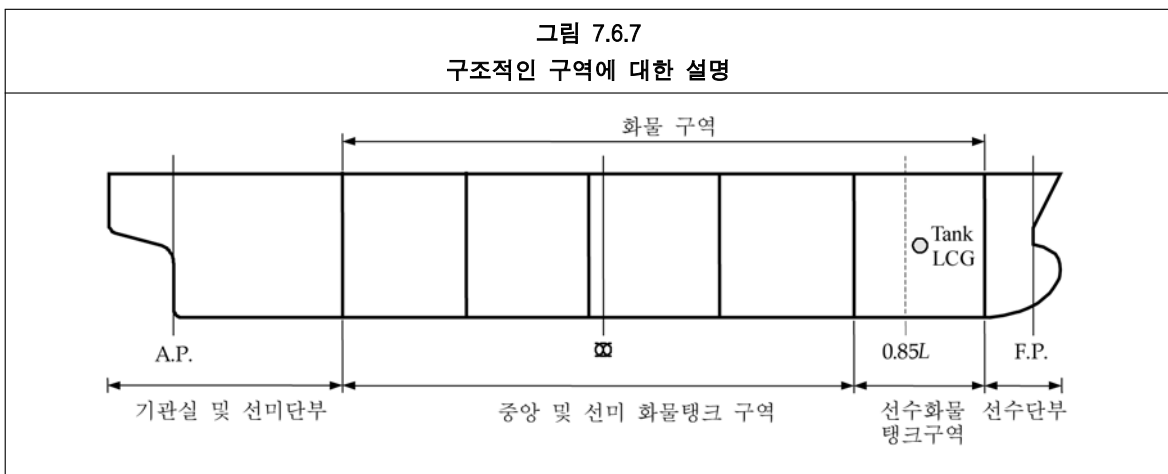 그림 7.6.7
구조적인 구역에 대한 설명
화물 구역
Tank
LCG
A.P.
0.85L
F.P.
기관실 및 선미단부
중앙 및 선미 화물탱크 구역
선수화물
탱크구역
선수단부